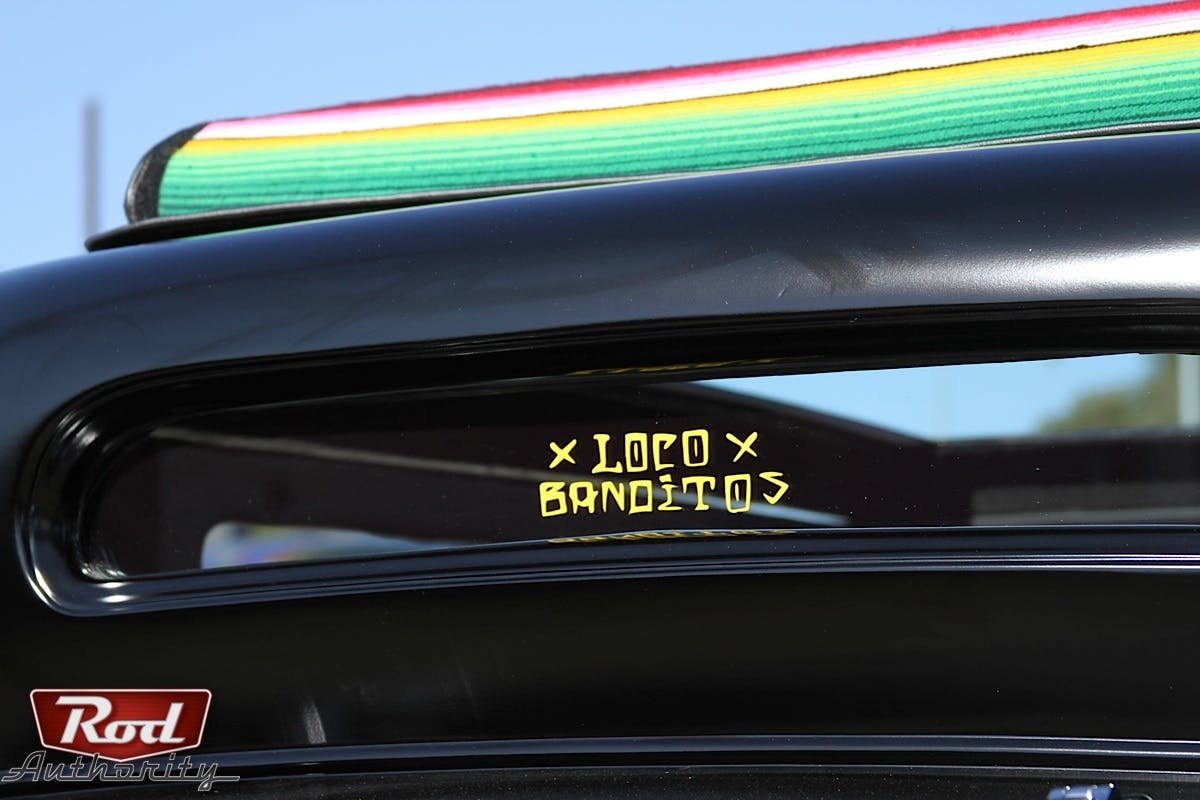 x LOCO x
BANDiTOS
Rod
Authority